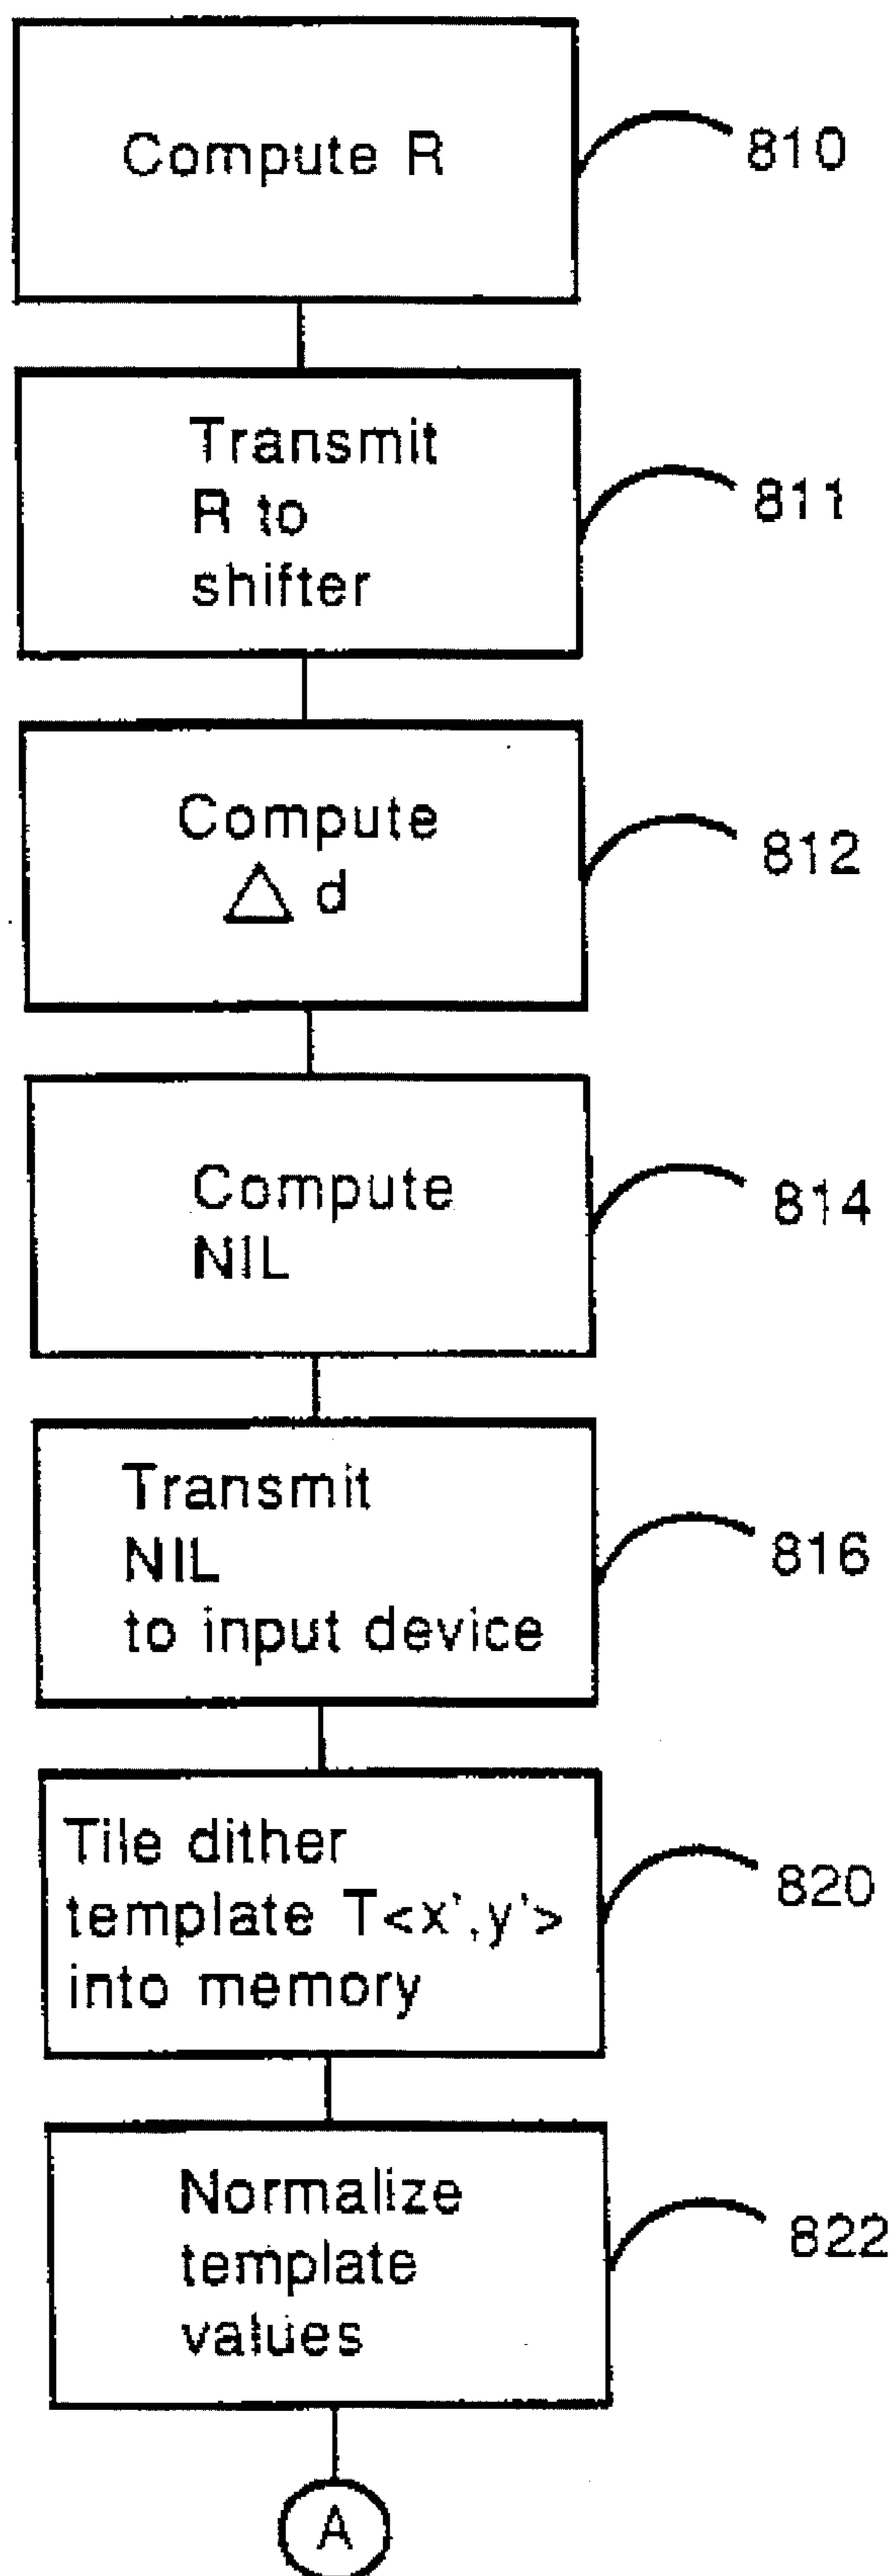 Compute R
810
Transmit
R to
shifter
811
Compute
△ d
812
Compute
NIL
814
Transmit
NIL
to input device
816
Tile dither
template T<x',y'>
into memory
820
Normalize
template
values
822
A